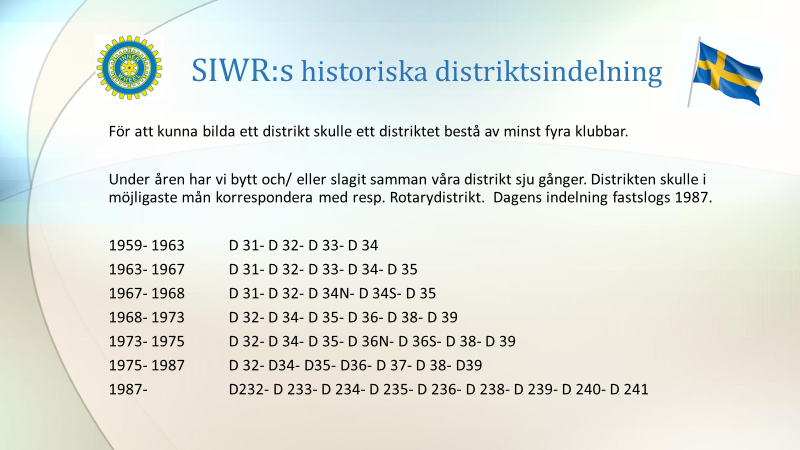 SIWR:s historiska distriktsindelning
För att kunna bilda ett distrikt skulle ett distriktet bestå av minst fyra klubbar.
Under åren har vi bytt och/ eller slagit samman våra distrikt sju gånger. Distrikten skulle i
möjligaste mån korrespondera med resp. Rotarydistrikt. Dagens indelning fastslogs 1987.
1959- 1963 D 31- D 32- D 33- D 34
1963- 1967 D 31- D 32- D 33- D 34- D 35
1967- 1968 D 31- D 32- D 34N- D 34S- D 35
1968- 1973 D 32- D 34- D 35- D 36- D 38- D 39
1973- 1975 D 32- D 34- D 35- D 36N- D 36S- D 38- D 39
1975- 1987 D 32- D34- D35- D36- D 37- D 38- D39
1987- D232- D 233- D 234- D 235- D 236- D 238- D 239- D 240- D 241